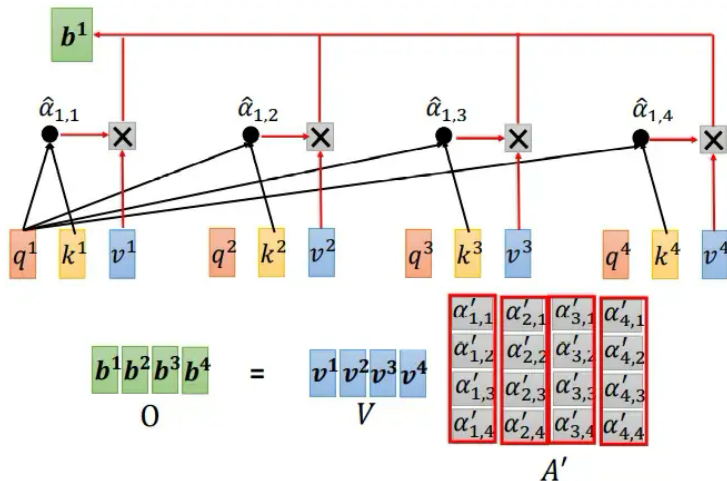 b¹
α̂₁,₁ × α̂₁,₂ × α̂₁,₃ × α̂₁,₄ ×
q¹ k¹ v¹ q² k² v² q³ k³ v³ q⁴ k⁴ v⁴
α′₁,₁ α′₂,₁ α′₃,₁ α′₄,₁
b¹ b² b³ b⁴ = v¹ v² v³ v⁴ α′₁,₂ α′₂,₂ α′₃,₂ α′₄,₂
α′₁,₃ α′₂,₃ α′₃,₃ α′₄,₃
α′₁,₄ α′₂,₄ α′₃,₄ α′₄,₄
O V A′